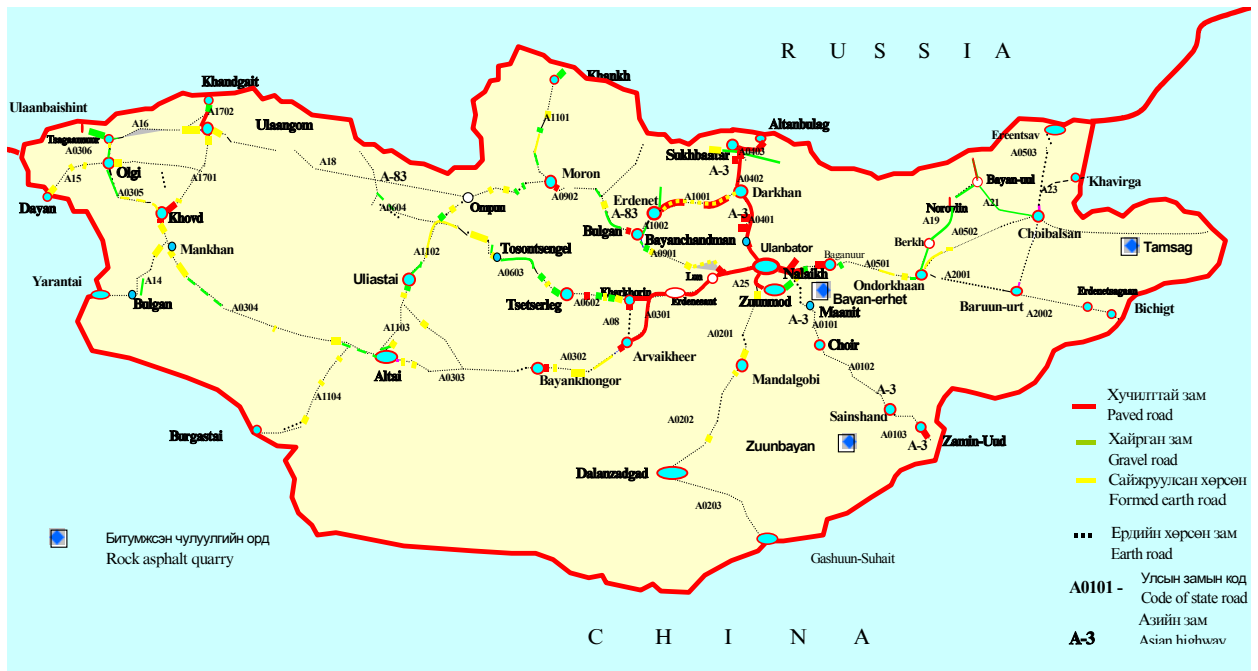 R U S S I A
Khankh
Khandgait
Ulaanbaishint
A1702
A16
Tsagaannuur
Ulaangom
A1101
Altanbulag
Ereentsav
A0306
Sukhbaatar
A0403
A-3
A0503
A18
A15
Olgi
A1701
A-83
Moron
A0402
Bayan-uul
A23
Khavirga
A0305
A0902
Erdenet
A1001
Darkhan
Dayan
Ompon
A-83
Norovlin
A21
A0604
A1002
A-3
A0401
A19
A0502
Khovd
Bulgan
Bayanchandman
Choibalsan
Mankhan
Tosontsengel
Ulanbator
Berkh
Tamsag
A1102
A0901
Baganuur
A0501
A0603
Lun
Nalaikh
Ondorkhaan
A2001
Yarantai
A14
Uliastai
A25
Bulgan
Tsetserleg
Kharkhorin
Erdenesant
Zuunmod
Bayan-erhet
Baruun-urt
Erdenetsagaan
A0602
A0301
Maanit
A2002
Bichigt
A0304
A08
A-3
A0101
A1103
A0201
Choir
Arvaikheer
A0302
Altai
A0303
Bayankhongor
Mandalgobi
A0102
A1104
A-3
Sainshand
A0202
Burgastai
A0103
Zamin-Uud
Zuunbayan
A-3
Dalanzadgad
A0203
Gashuun-Suhait
C H I N A
Хучилттай зам
Paved road
Хайрган зам
Gravel road
Сайжруулсан хөрсөн
Formed earth road
Ердийн хөрсөн зам
Earth road
A0101 - Улсын замын код
Code of state road
Азийн зам
A-3 Asian highway
Битумжсэн чулуулгийн орд
Rock asphalt quarry